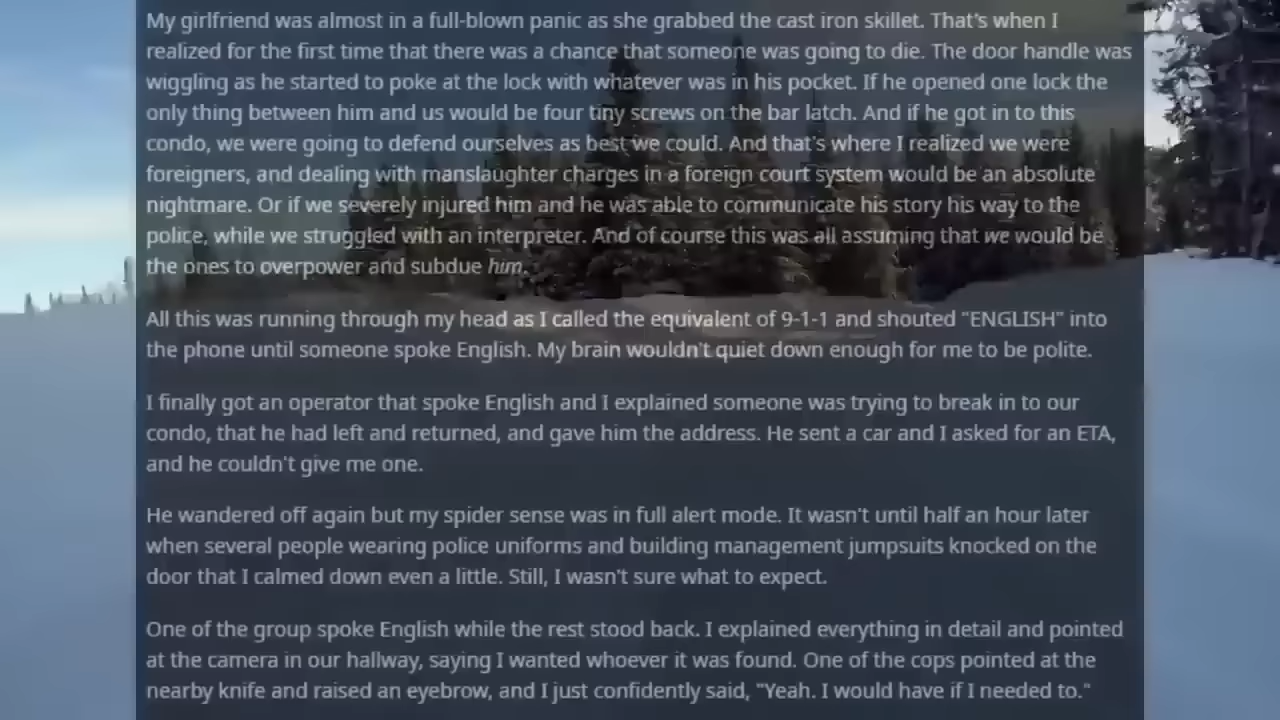 My girlfriend was almost in a full-blown panic as she grabbed the cast iron skillet. That's when I
realized for the first time that there was a chance that someone was going to die. The door handle was
wiggling as he started to poke at the lock with whatever was in his pocket. If he opened one lock the
only thing between him and us would be four tiny screws on the bar latch. And if he got in to this
condo, we were going to defend ourselves as best we could. And that's where I realized we were
foreigners, and dealing with manslaughter charges in a foreign court system would be an absolute
nightmare. Or if we severely injured him and he was able to communicate his story his way to the
police, while we struggled with an interpreter. And of course this was all assuming that we would be
the ones to overpower and subdue him.
All this was running through my head as I called the equivalent of 9-1-1 and shouted "ENGLISH" into
the phone until someone spoke English. My brain wouldn't quiet down enough for me to be polite.
I finally got an operator that spoke English and I explained someone was trying to break in to our
condo, that he had left and returned, and gave him the address. He sent a car and I asked for an ETA,
and he couldn't give me one.
He wandered off again but my spider sense was in full alert mode. It wasn't until half an hour later
when several people wearing police uniforms and building management jumpsuits knocked on the
door that I calmed down even a little. Still, I wasn't sure what to expect.
One of the group spoke English while the rest stood back. I explained everything in detail and pointed
at the camera in our hallway, saying I wanted whoever it was found. One of the cops pointed at the
nearby knife and raised an eyebrow, and I just confidently said, "Yeah. I would have if I needed to."